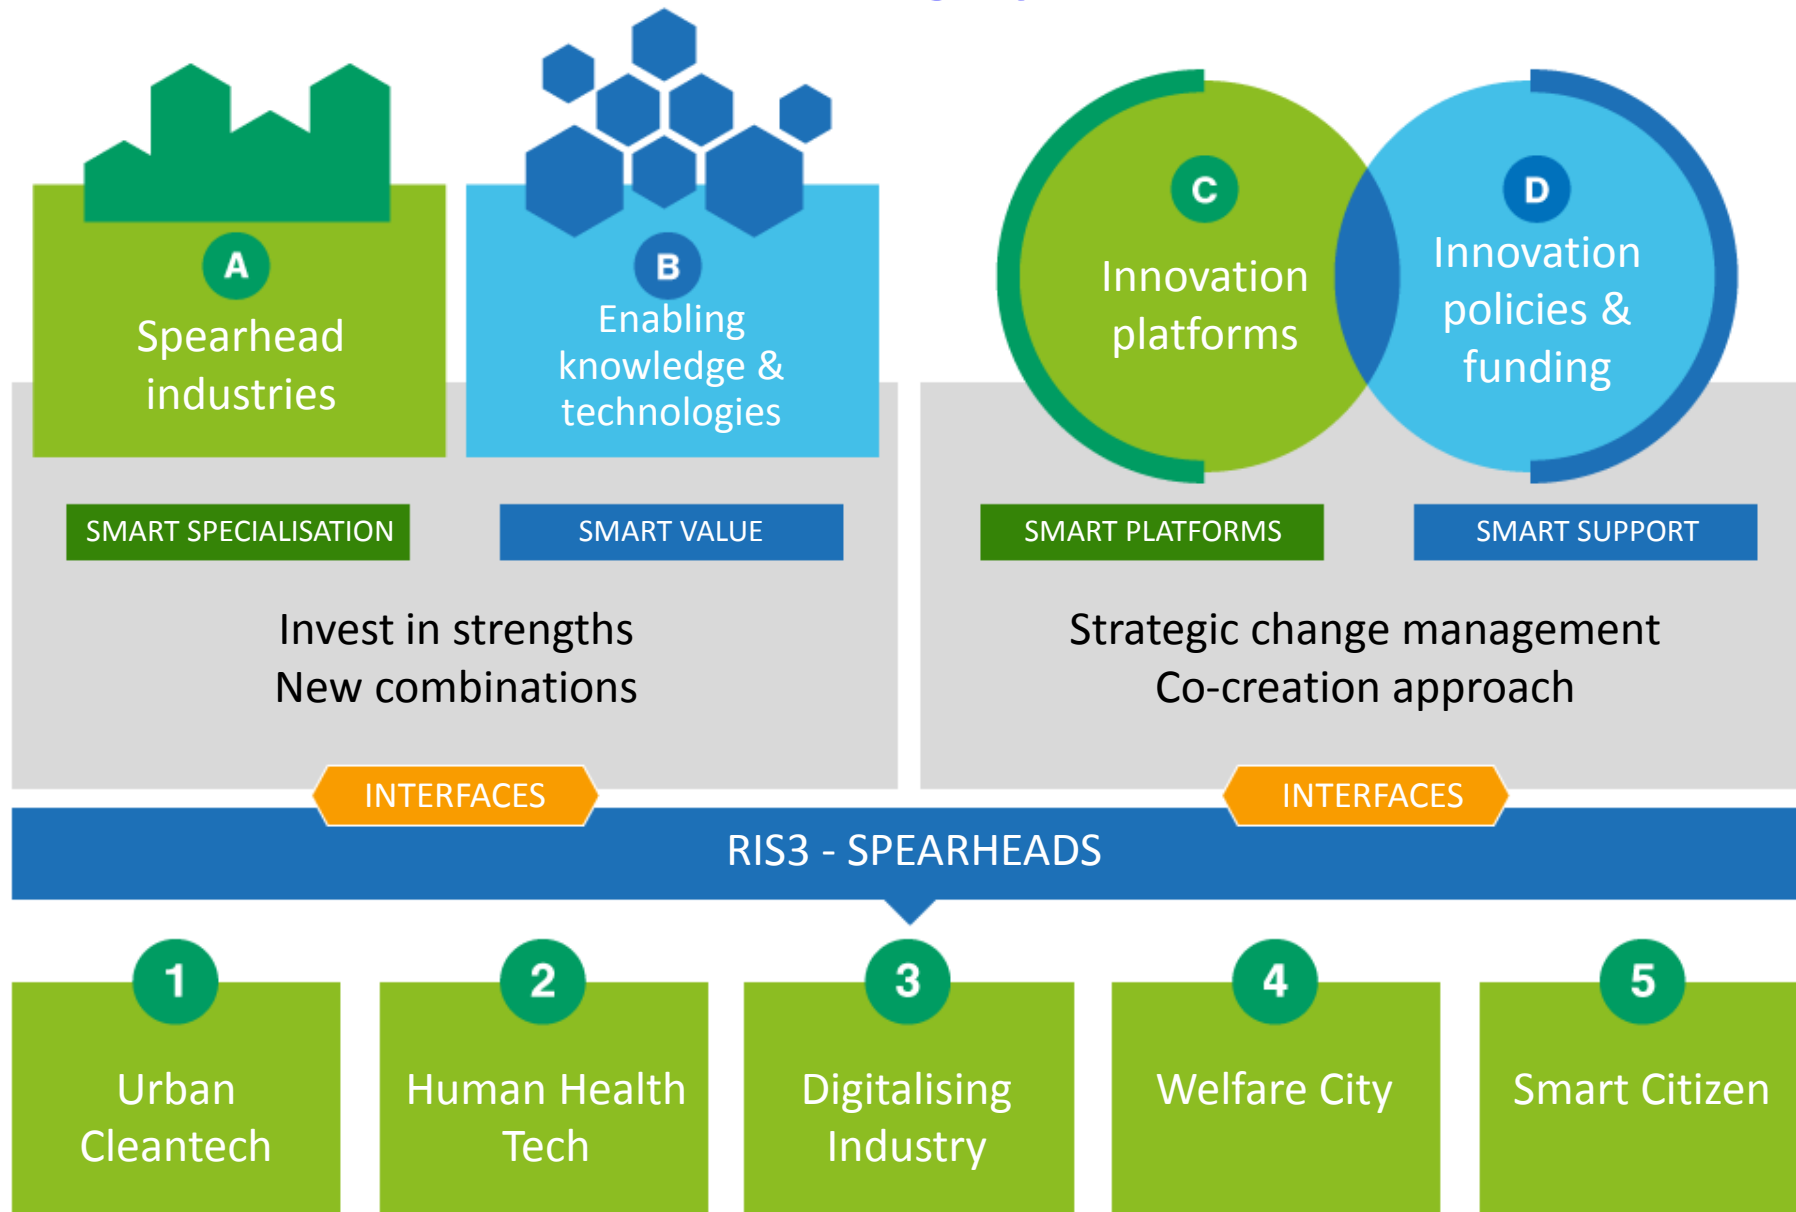 A
Spearhead
industries
B
Enabling
knowledge &
technologies
C
Innovation
platforms
D
Innovation
policies &
funding
SMART SPECIALISATION
SMART VALUE
SMART PLATFORMS
SMART SUPPORT
Invest in strengths
New combinations
Strategic change management
Co-creation approach
INTERFACES
INTERFACES
RIS3 - SPEARHEADS
1
Urban
Cleantech
2
Human Health
Tech
3
Digitalising
Industry
4
Welfare City
5
Smart Citizen